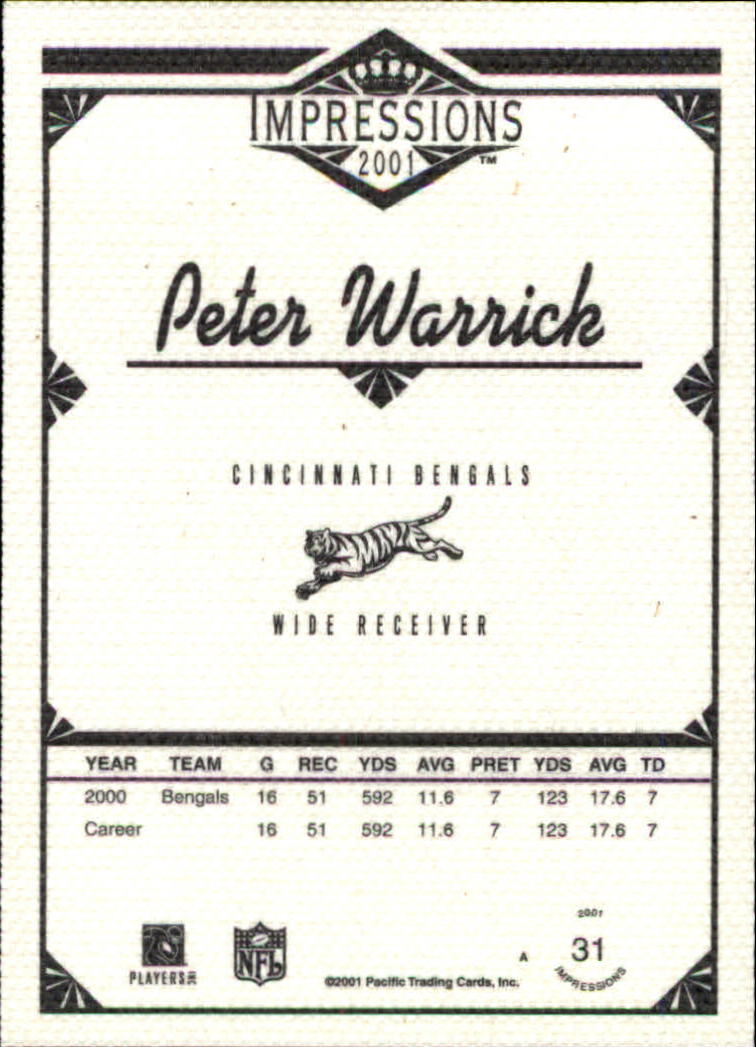 IMPRESSIONS
2001 ™
Peter Warrick
CINCINNATI BENGALS
WIDE RECEIVER
YEAR TEAM G REC YDS AVG PRET YDS AVG TD
2000 Bengals 16 51 592 11.6 7 123 17.6 7
Career 16 51 592 11.6 7 123 17.6 7
2001
A 31
IMPRESSIONS
PLAYERS INC
NFL
©2001 Pacific Trading Cards, Inc.